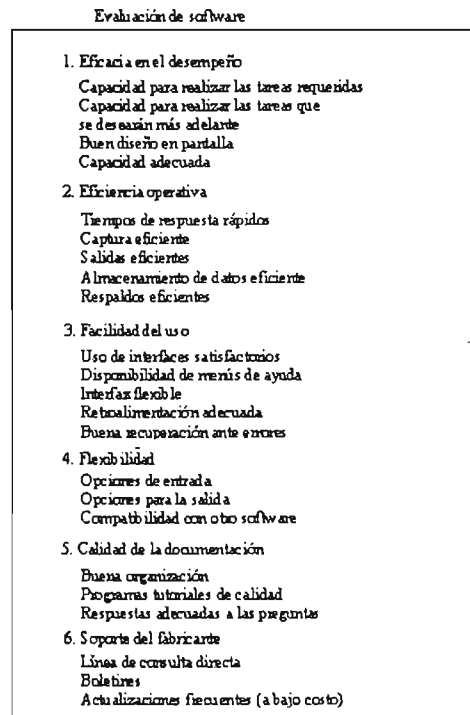 Evaluación de software
1. Eficacia en el desempeño
Capacidad para realizar las tareas requeridas
Capacidad para realizar las tareas que
se desearán más adelante
Buen diseño en pantalla
Capacidad adecuada
2. Eficiencia operativa
Tiempos de respuesta rápidos
Captura eficiente
Salidas eficientes
Almacenamiento de datos eficiente
Respaldos eficientes
3. Facilidad del uso
Uso de interfaces satisfactorios
Disponibilidad de menús de ayuda
Interfax flexible
Retroalimentación adecuada
Buena recuperación ante errores
4. Flexibilidad
Opciones de entrada
Opciones para la salida
Compatibilidad con otro software
5. Calidad de la documentación
Buena organización
Programas tutoriales de calidad
Respuestas adecuadas a las preguntas
6. Soporte del fabricante
Línea de consulta directa
Boletines
Actualizaciones frecuentes (a bajo costo)